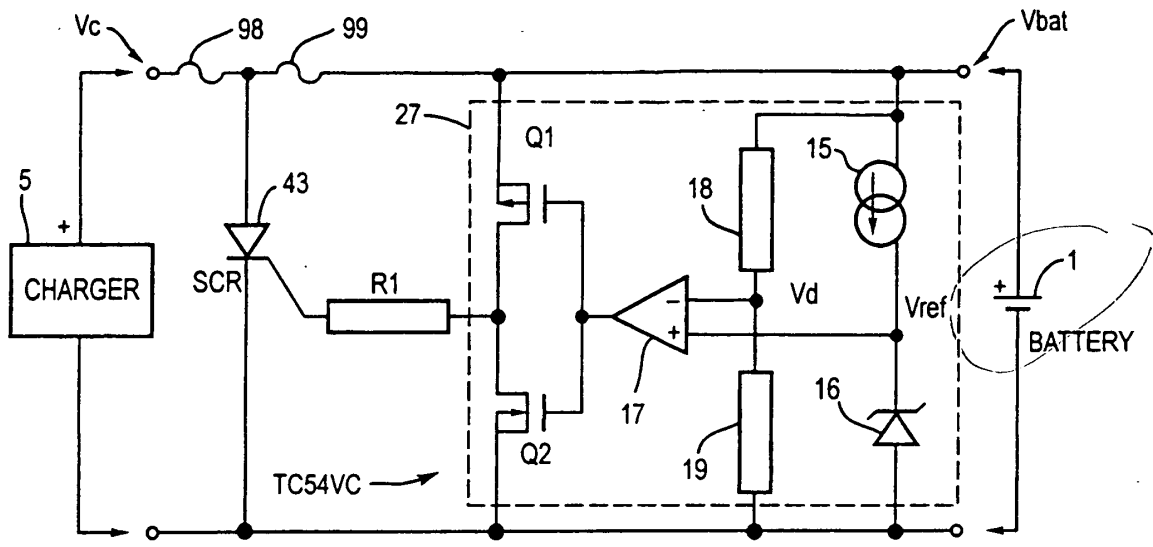 Vc
98
99
Vbat
27
Q1
15
5
43
18
+
1
SCR
R1
−
Vd
Vref
+
CHARGER
+
BATTERY
17
16
Q2
19
TC54VC